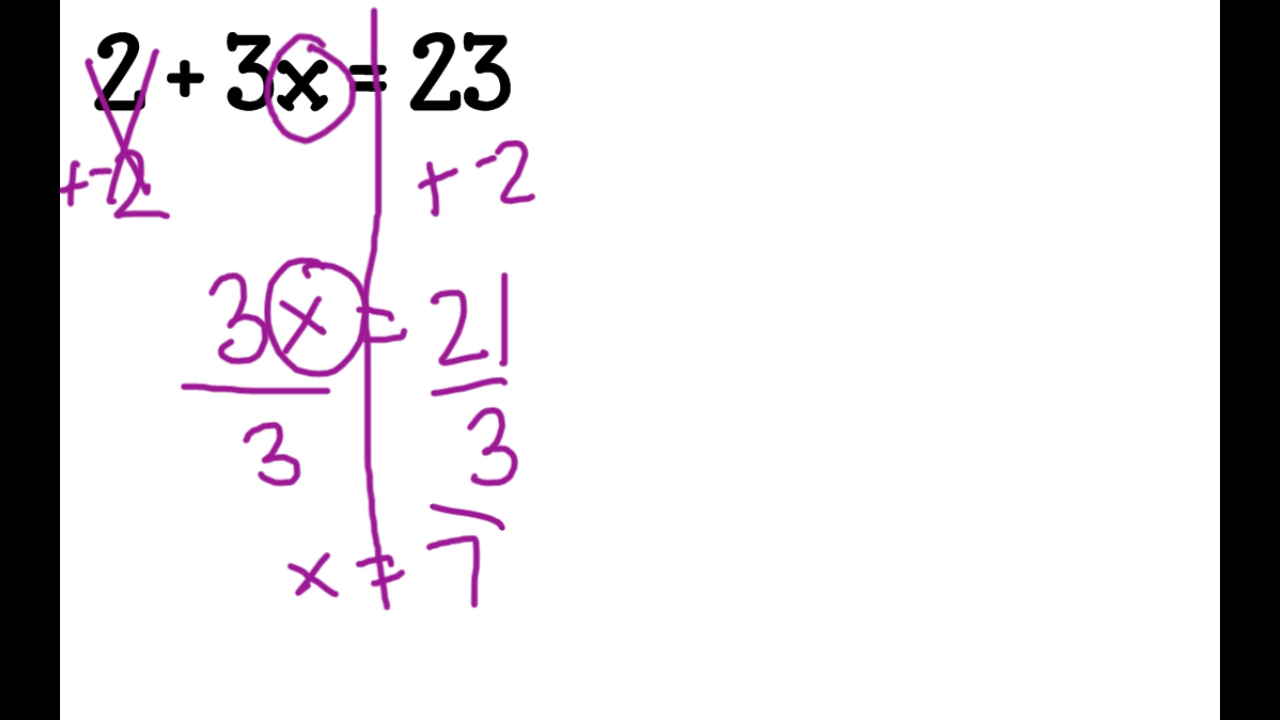 2 + 3x = 23
+ -2 + -2
3x = 21
3 3
x = 7